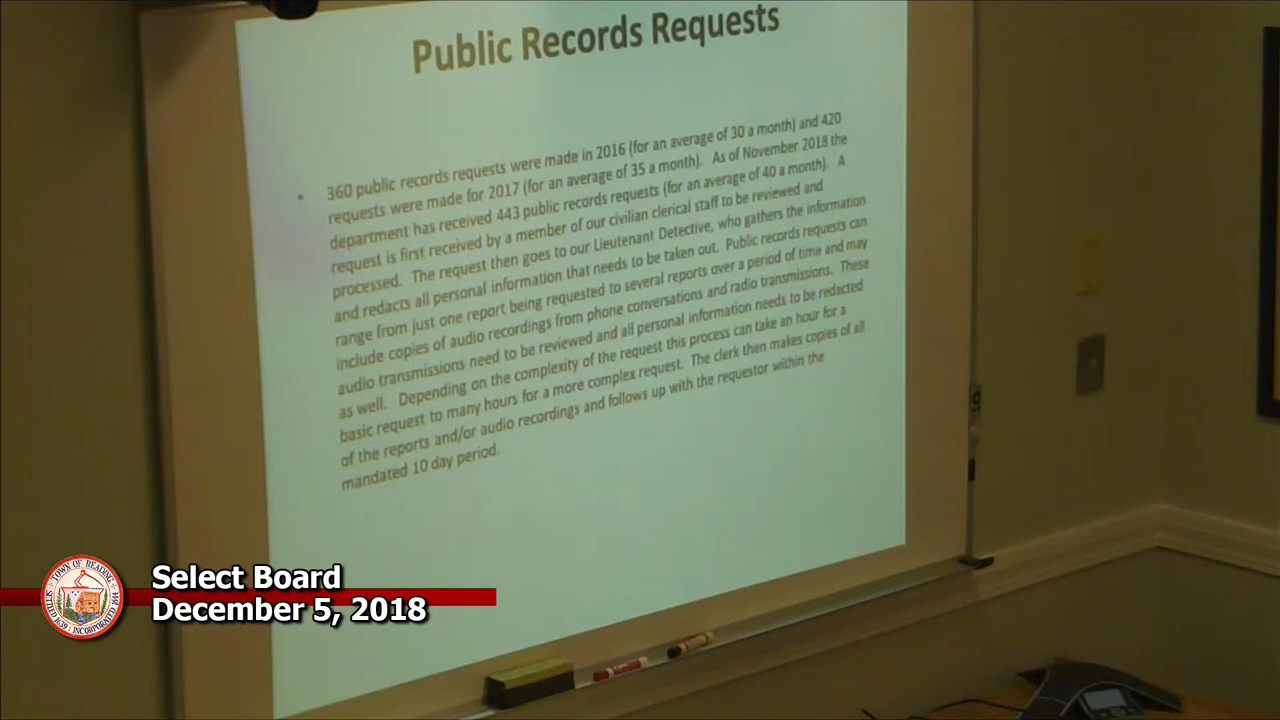 Public Records Requests
• 360 public records requests were made in 2016 (for an average of 30 a month) and 420
requests were made for 2017 (for an average of 35 a month). As of November 2018 the
department has received 443 public records requests (for an average of 40 a month). A
request is first received by a member of our civilian clerical staff to be reviewed and
processed. The request then goes to our Lieutenant Detective, who gathers the information
and redacts all personal information that needs to be taken out. Public records requests can
range from just one report being requested to several reports over a period of time and may
include copies of audio recordings from phone conversations and radio transmissions. These
audio transmissions need to be reviewed and all personal information needs to be redacted
as well. Depending on the complexity of the request this process can take an hour for a
basic request to many hours for a more complex request. The clerk then makes copies of all
of the reports and/or audio recordings and follows up with the requestor within the
mandated 10 day period.
Select Board
December 5, 2018
TOWN OF READING
SETTLED 1639 · INCORPORATED 1644